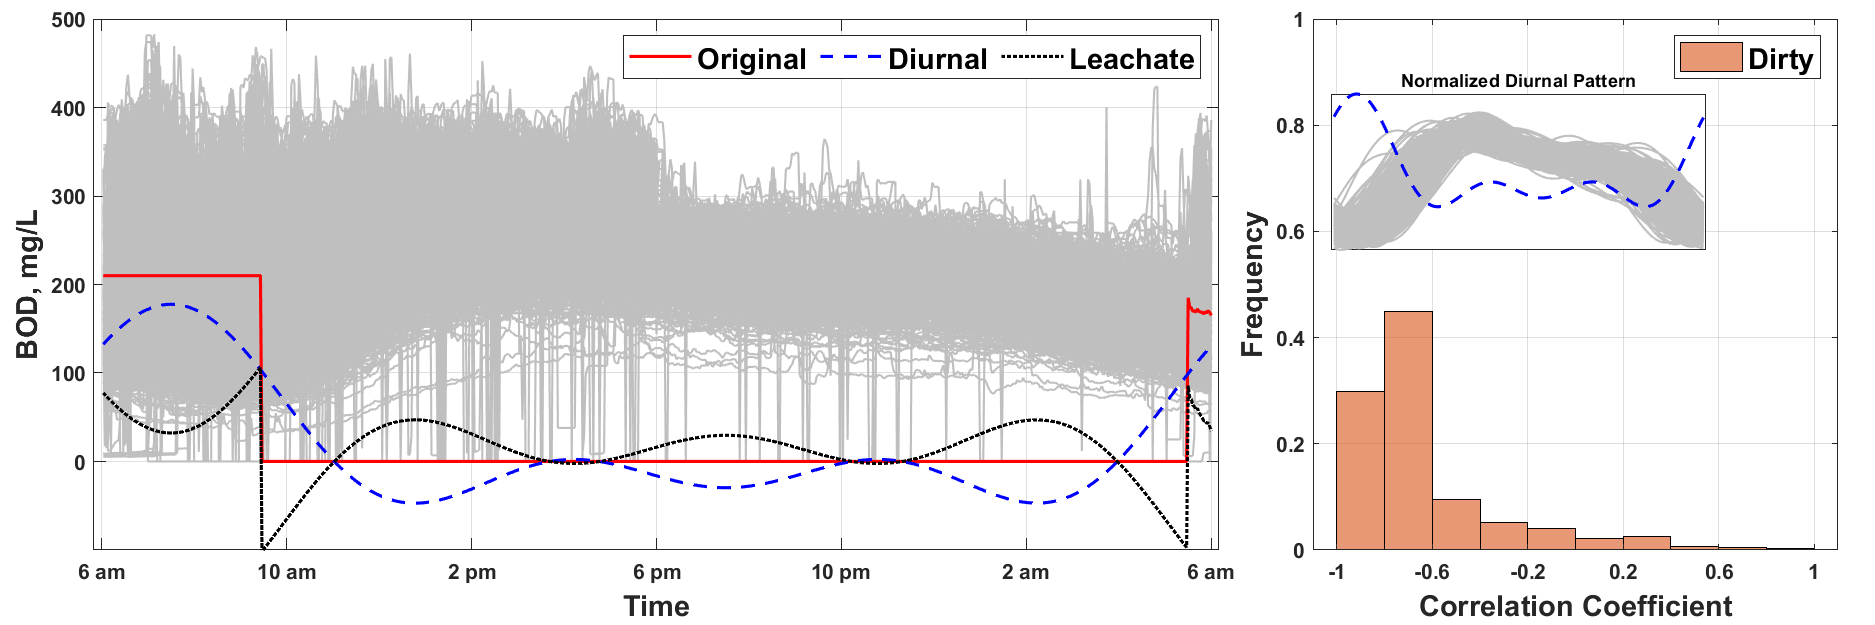 500
400
300
200
100
0
BOD, mg/L
Original Diurnal Leachate
6 am 10 am 2 pm 6 pm 10 pm 2 am 6 am
Time
1
0.8
0.6
0.4
0.2
0
Frequency
Dirty
Normalized Diurnal Pattern
-1 -0.6 -0.2 0.2 0.6 1
Correlation Coefficient